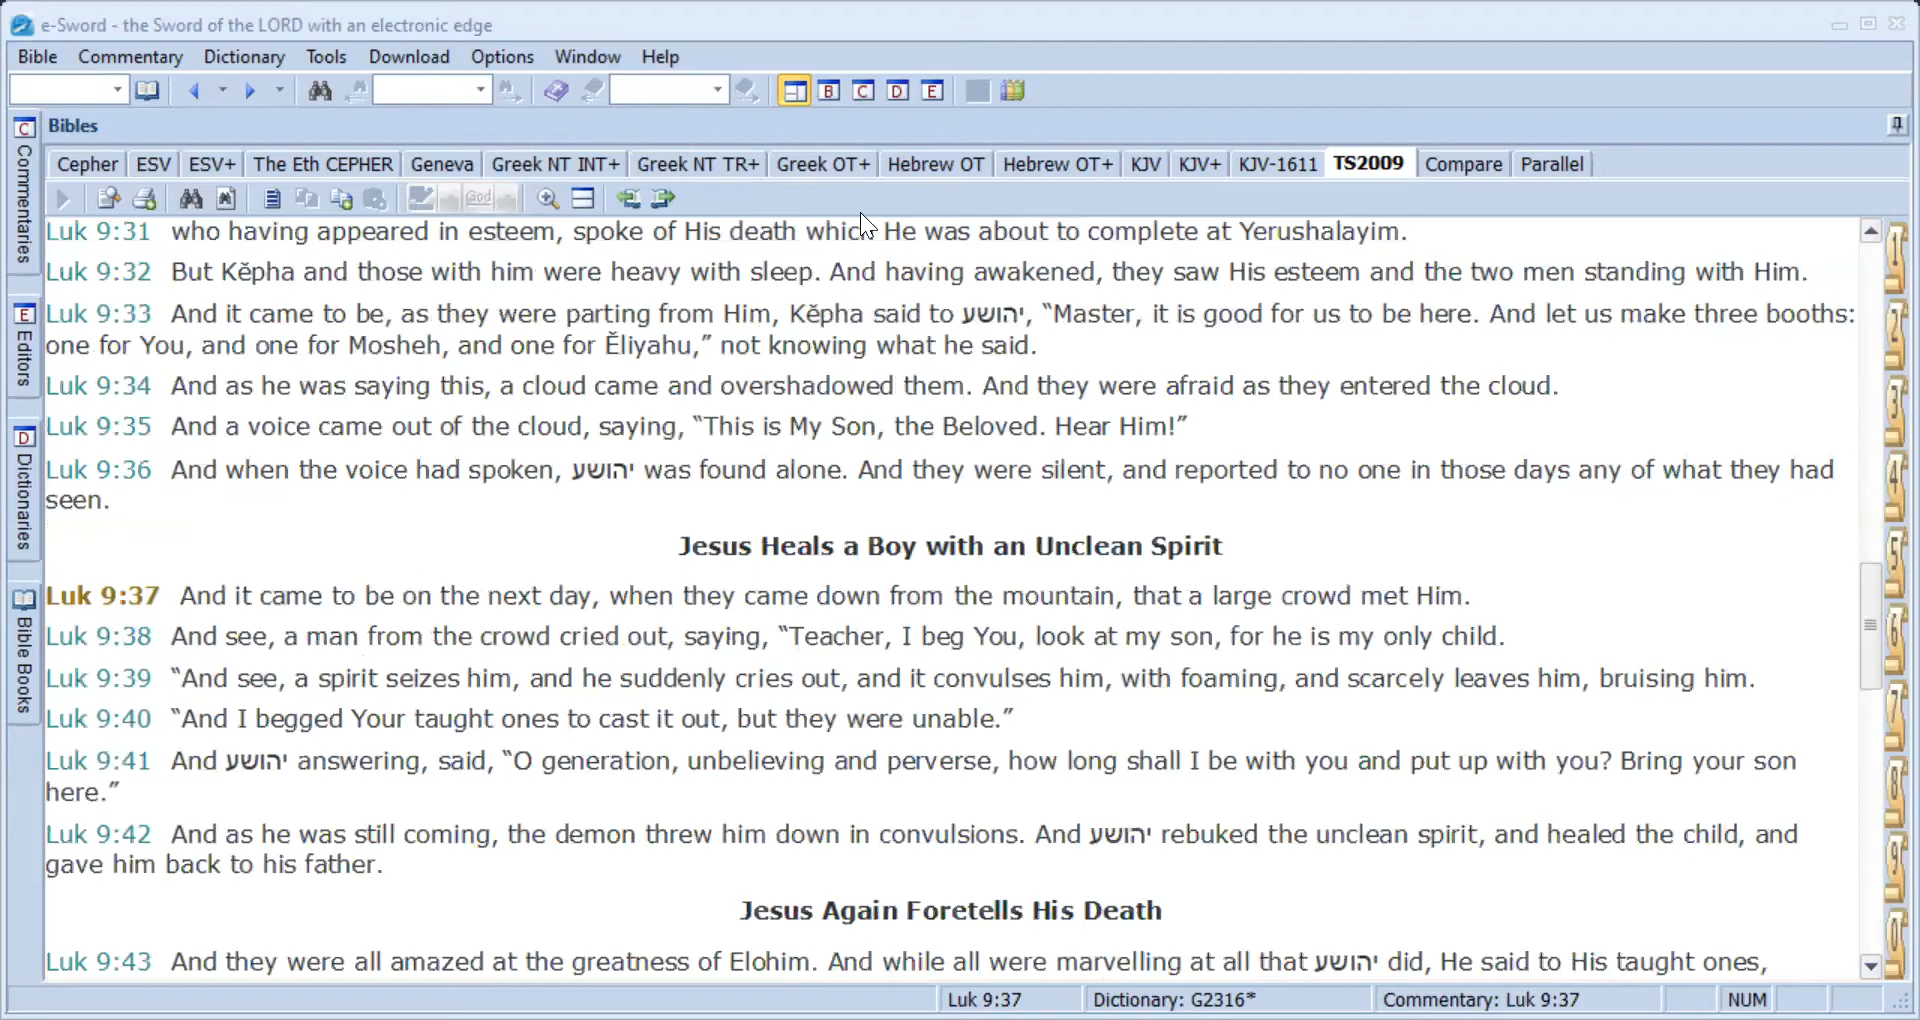 e-Sword - the Sword of the LORD with an electronic edge
Bible Commentary Dictionary Tools Download Options Window Help
B C D E
Bibles
Cepher ESV ESV+ The Eth CEPHER Geneva Greek NT INT+ Greek NT TR+ Greek OT+ Hebrew OT Hebrew OT+ KJV KJV+ KJV-1611 TS2009 Compare Parallel
God
C Commentaries
E Editors
D Dictionaries
Bible Books
Luk 9:31 who having appeared in esteem, spoke of His death which He was about to complete at Yerushalayim.
Luk 9:32 But Kĕpha and those with him were heavy with sleep. And having awakened, they saw His esteem and the two men standing with Him.
Luk 9:33 And it came to be, as they were parting from Him, Kĕpha said to יהושע, “Master, it is good for us to be here. And let us make three booths:
one for You, and one for Mosheh, and one for Ĕliyahu,” not knowing what he said.
Luk 9:34 And as he was saying this, a cloud came and overshadowed them. And they were afraid as they entered the cloud.
Luk 9:35 And a voice came out of the cloud, saying, “This is My Son, the Beloved. Hear Him!”
Luk 9:36 And when the voice had spoken, יהושע was found alone. And they were silent, and reported to no one in those days any of what they had
seen.
Jesus Heals a Boy with an Unclean Spirit
Luk 9:37 And it came to be on the next day, when they came down from the mountain, that a large crowd met Him.
Luk 9:38 And see, a man from the crowd cried out, saying, “Teacher, I beg You, look at my son, for he is my only child.
Luk 9:39 “And see, a spirit seizes him, and he suddenly cries out, and it convulses him, with foaming, and scarcely leaves him, bruising him.
Luk 9:40 “And I begged Your taught ones to cast it out, but they were unable.”
Luk 9:41 And יהושע answering, said, “O generation, unbelieving and perverse, how long shall I be with you and put up with you? Bring your son
here.”
Luk 9:42 And as he was still coming, the demon threw him down in convulsions. And יהושע rebuked the unclean spirit, and healed the child, and
gave him back to his father.
Jesus Again Foretells His Death
Luk 9:43 And they were all amazed at the greatness of Elohim. And while all were marvelling at all that יהושע did, He said to His taught ones,
1
2
3
4
5
6
7
8
9
0
Luk 9:37 Dictionary: G2316* Commentary: Luk 9:37 NUM